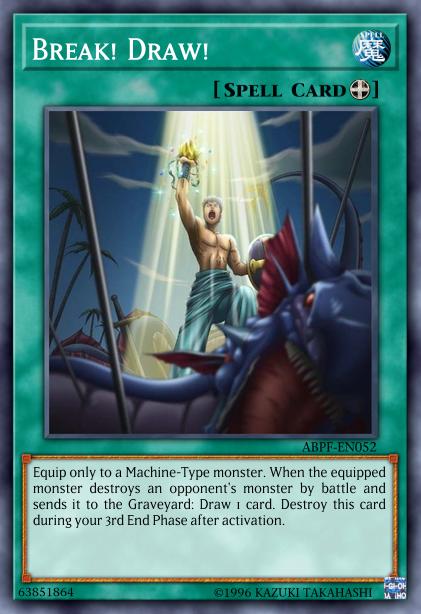 BREAK! DRAW!
SPELL
魔
[SPELL CARD]
ABPF-EN052
Equip only to a Machine-Type monster. When the equipped
monster destroys an opponent's monster by battle and
sends it to the Graveyard: Draw 1 card. Destroy this card
during your 3rd End Phase after activation.
63851864
©1996 KAZUKI TAKAHASHI